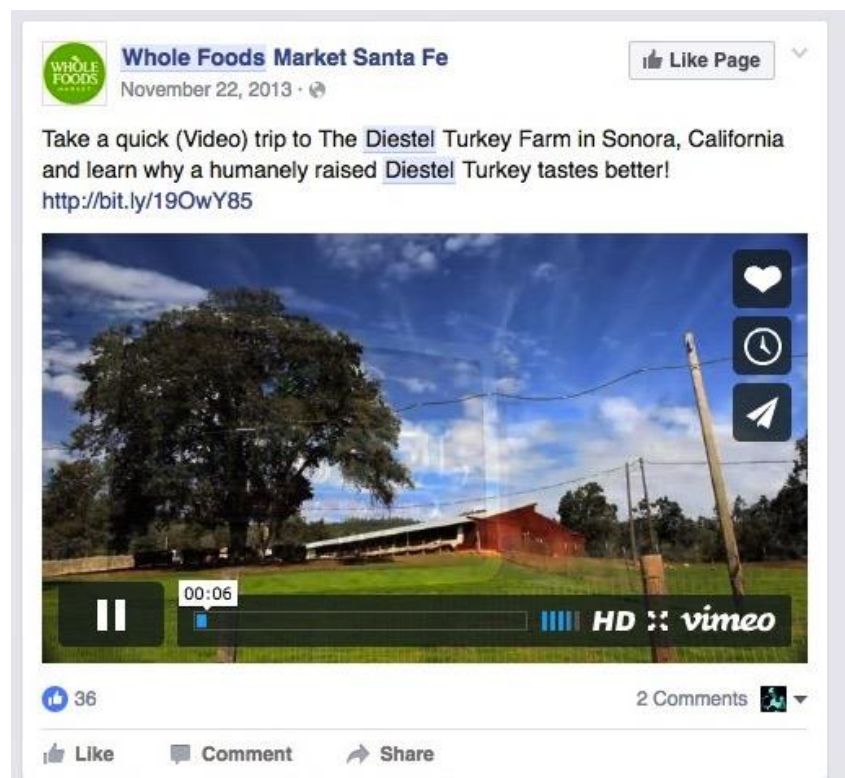 WHOLE
FOODS
MARKET
Whole Foods Market Santa Fe
Like Page
November 22, 2013 ·
Take a quick (Video) trip to The Diestel Turkey Farm in Sonora, California
and learn why a humanely raised Diestel Turkey tastes better!
http://bit.ly/19OwY85
00:06
HD vimeo
36
2 Comments
Like Comment Share